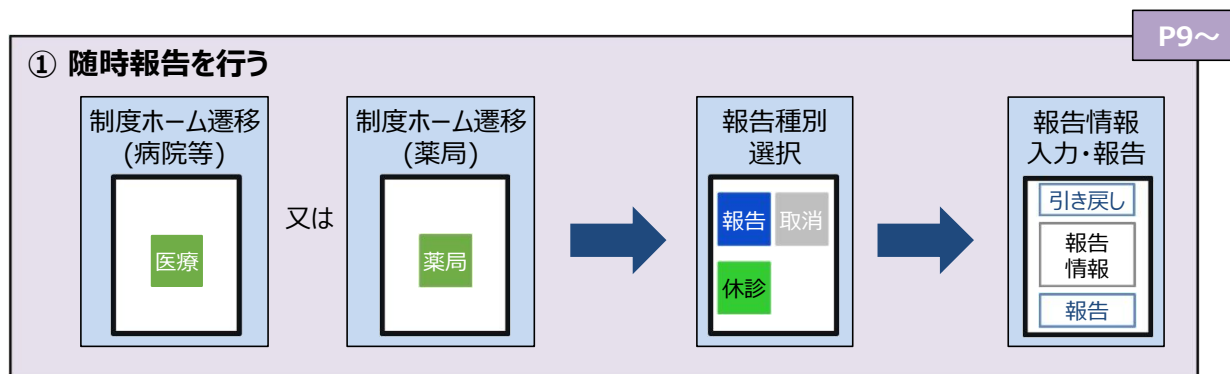 P9～
① 随時報告を行う
制度ホーム遷移
(病院等)
医療
又は
制度ホーム遷移
(薬局)
薬局
報告種別
選択
報告
取消
休診
報告情報
入力・報告
引き戻し
報告
情報
報告